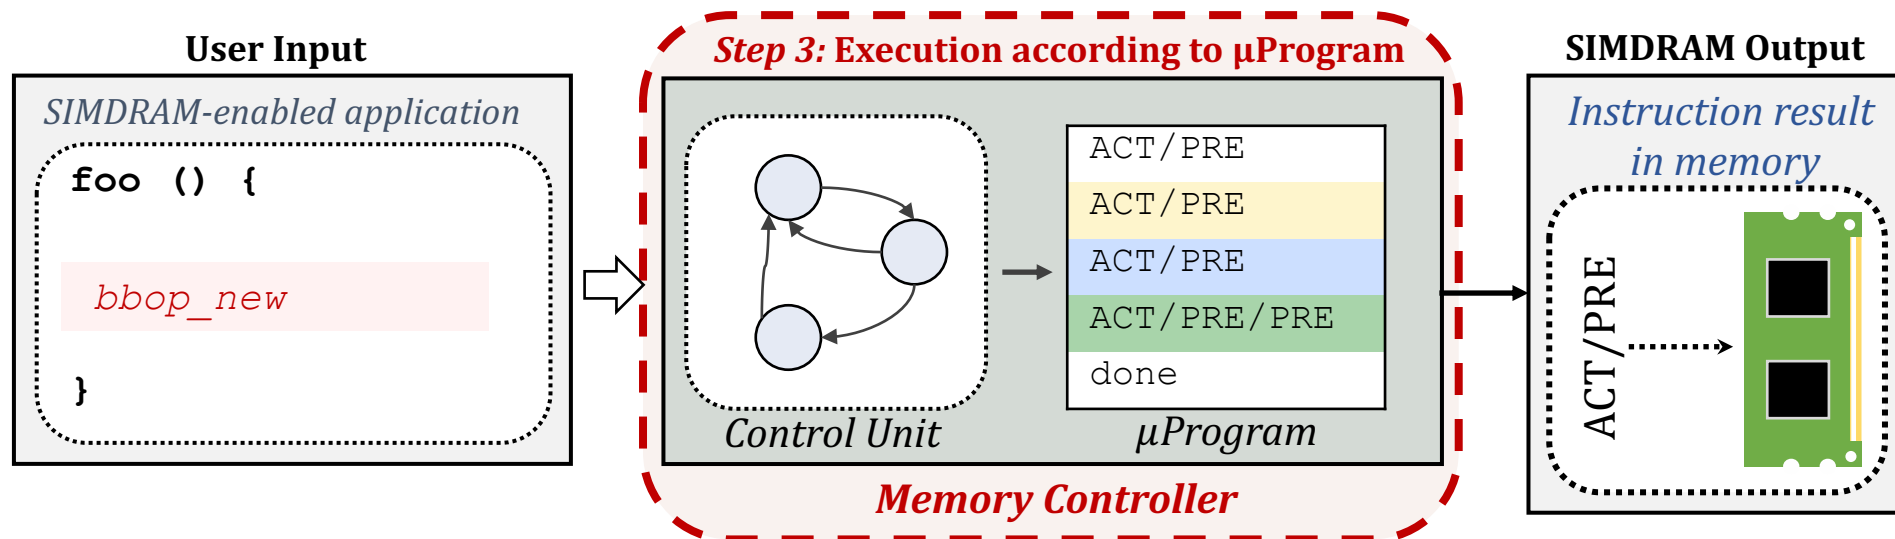 User Input
SIMDRAM-enabled application
foo () {
bbop_new
}
Step 3: Execution according to µProgram
Control Unit
ACT/PRE
ACT/PRE
ACT/PRE
ACT/PRE/PRE
done
µProgram
Memory Controller
SIMDRAM Output
Instruction result
in memory
ACT/PRE